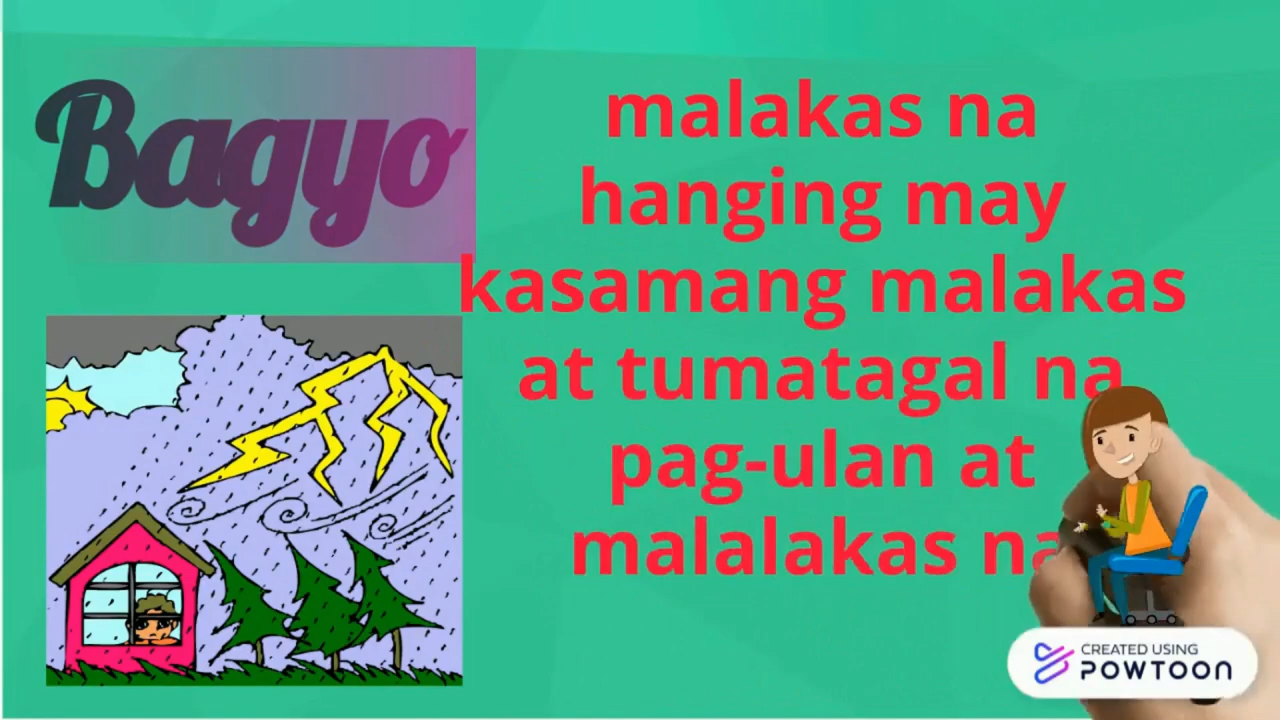 Bagyo
malakas na
hanging may
kasamang malakas
at tumatagal na
pag-ulan at
malalakas na
CREATED USING
POWTOON